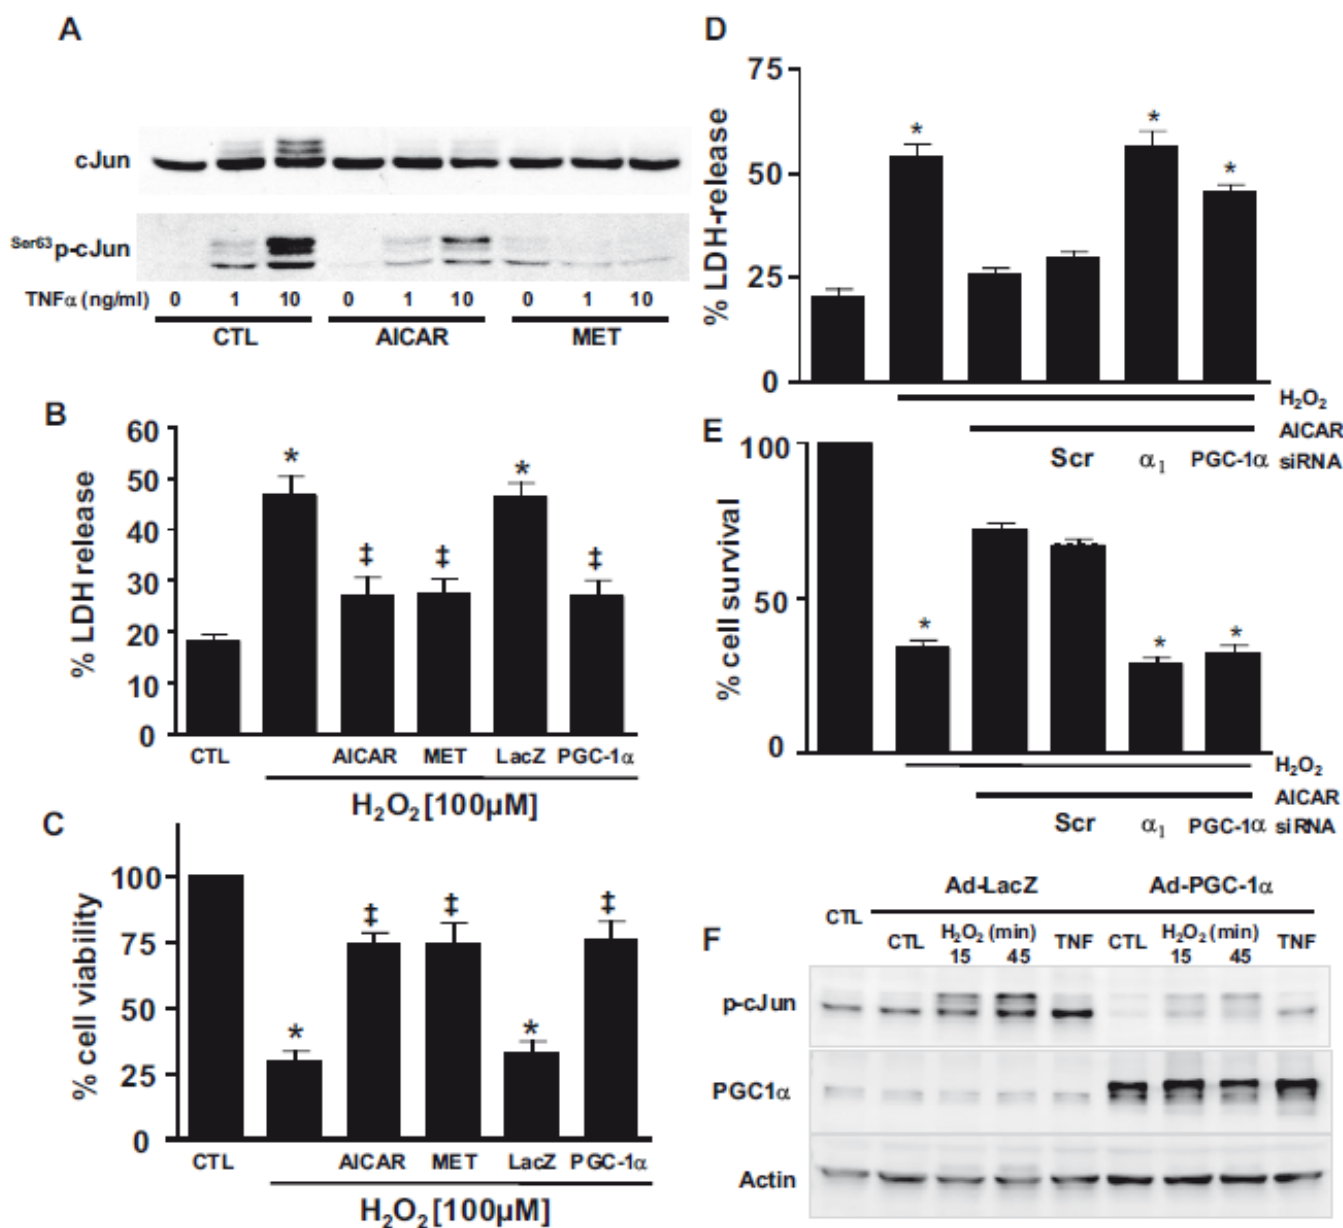 A
cJun
Ser63 p-cJun
TNFα (ng/ml) 0 1 10 0 1 10 0 1 10
CTL AICAR MET
B
% LDH release
60
50
40
30
20
10
0
* ‡ ‡ * ‡
CTL AICAR MET LacZ PGC-1α
H₂O₂ [100µM]
C
% cell viability
100
75
50
25
0
* ‡ ‡ * ‡
CTL AICAR MET LacZ PGC-1α
H₂O₂ [100µM]
D
% LDH-release
75
50
25
0
* * *
H₂O₂
AICAR
Scr α₁ PGC-1α siRNA
E
% cell survival
100
50
0
* * *
H₂O₂
AICAR
Scr α₁ PGC-1α siRNA
F
Ad-LacZ Ad-PGC-1α
CTL
CTL H₂O₂ (min) TNF CTL H₂O₂ (min) TNF
15 45 15 45
p-cJun
PGC1α
Actin